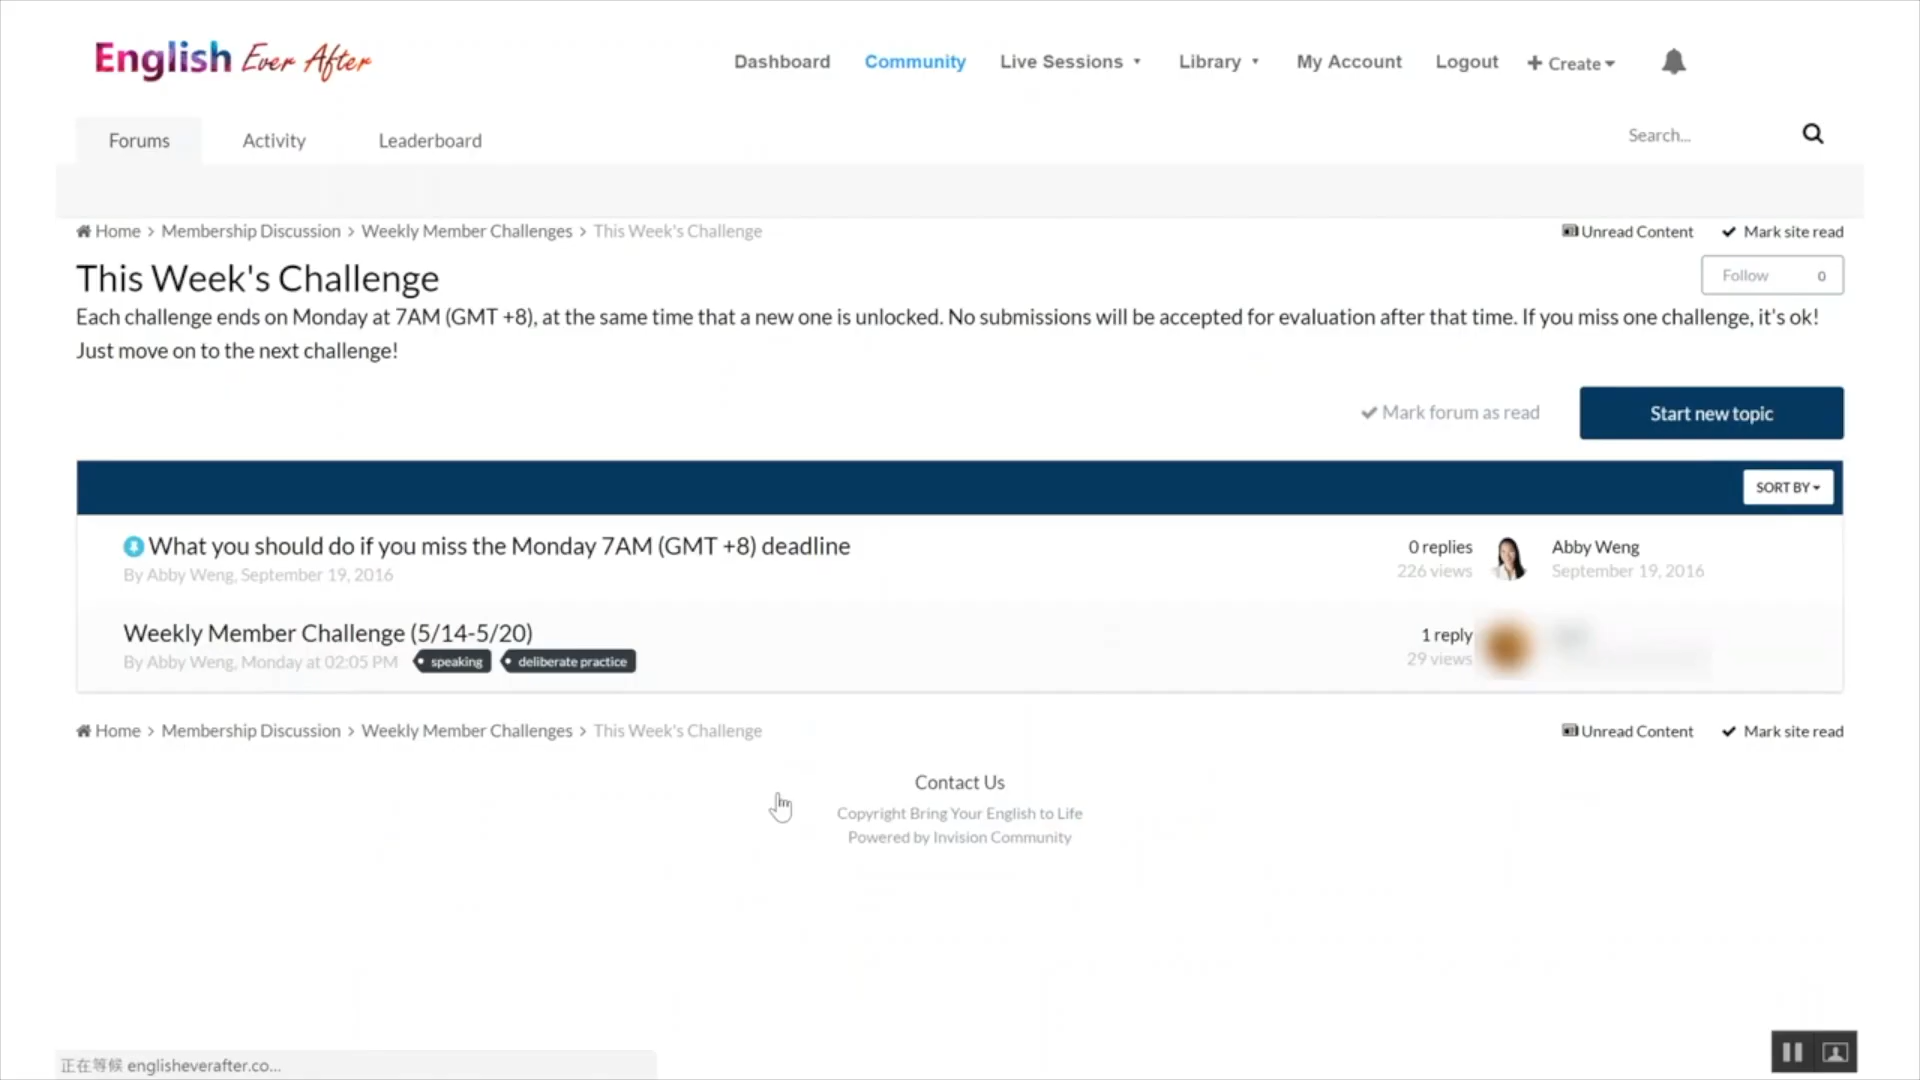 English Ever After
Dashboard Community Live Sessions Library My Account Logout Create
Forums Activity Leaderboard Search...
Home > Membership Discussion > Weekly Member Challenges > This Week's Challenge Unread Content Mark site read
This Week's Challenge Follow 0
Each challenge ends on Monday at 7AM (GMT +8), at the same time that a new one is unlocked. No submissions will be accepted for evaluation after that time. If you miss one challenge, it's ok!
Just move on to the next challenge!
Mark forum as read Start new topic
SORT BY
What you should do if you miss the Monday 7AM (GMT +8) deadline 0 replies Abby Weng
By Abby Weng, September 19, 2016 226 views September 19, 2016
Weekly Member Challenge (5/14-5/20) 1 reply
By Abby Weng, Monday at 02:05 PM speaking deliberate practice 29 views
Home > Membership Discussion > Weekly Member Challenges > This Week's Challenge Unread Content Mark site read
Contact Us
Copyright Bring Your English to Life
Powered by Invision Community
正在等候 englisheverafter.co...